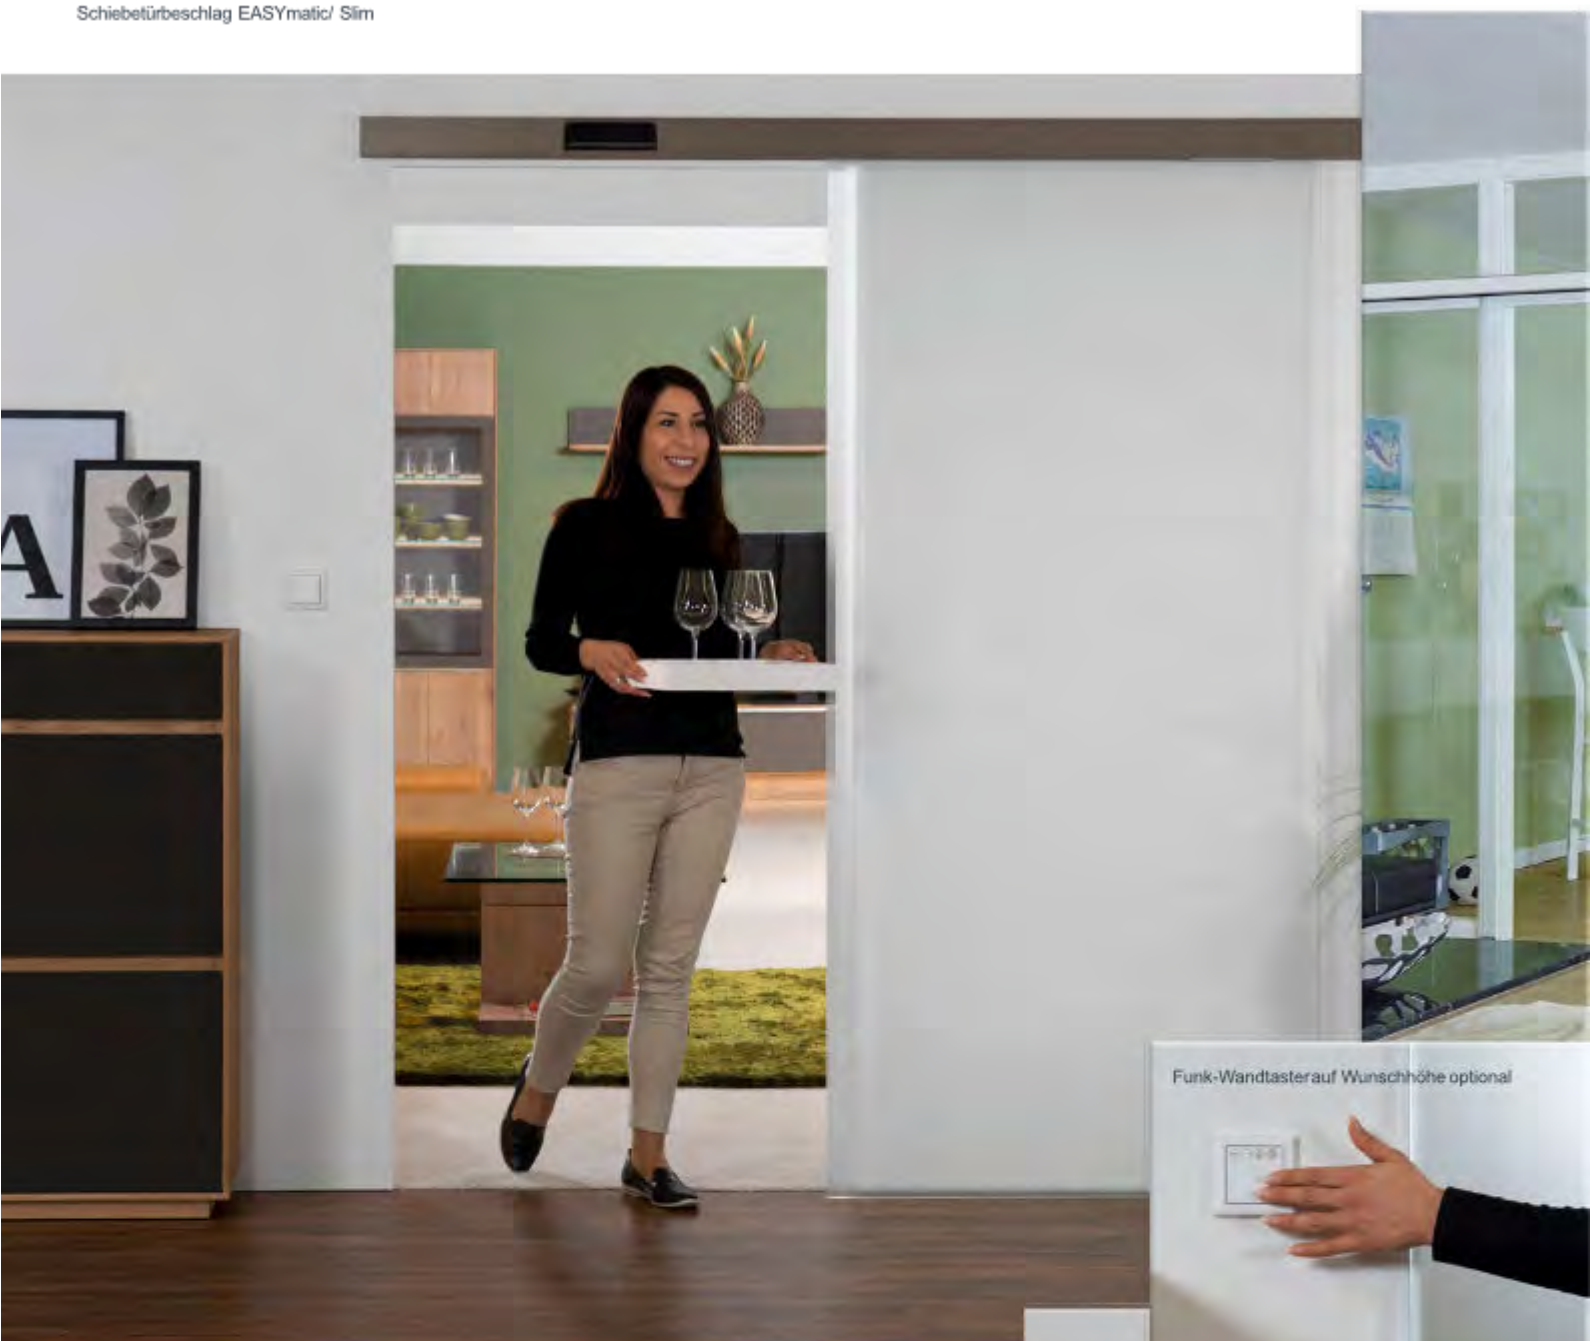 Schiebetürbeschlag EASYmatic/ Slim
A
Funk-Wandtasterauf Wunschhöhe optional